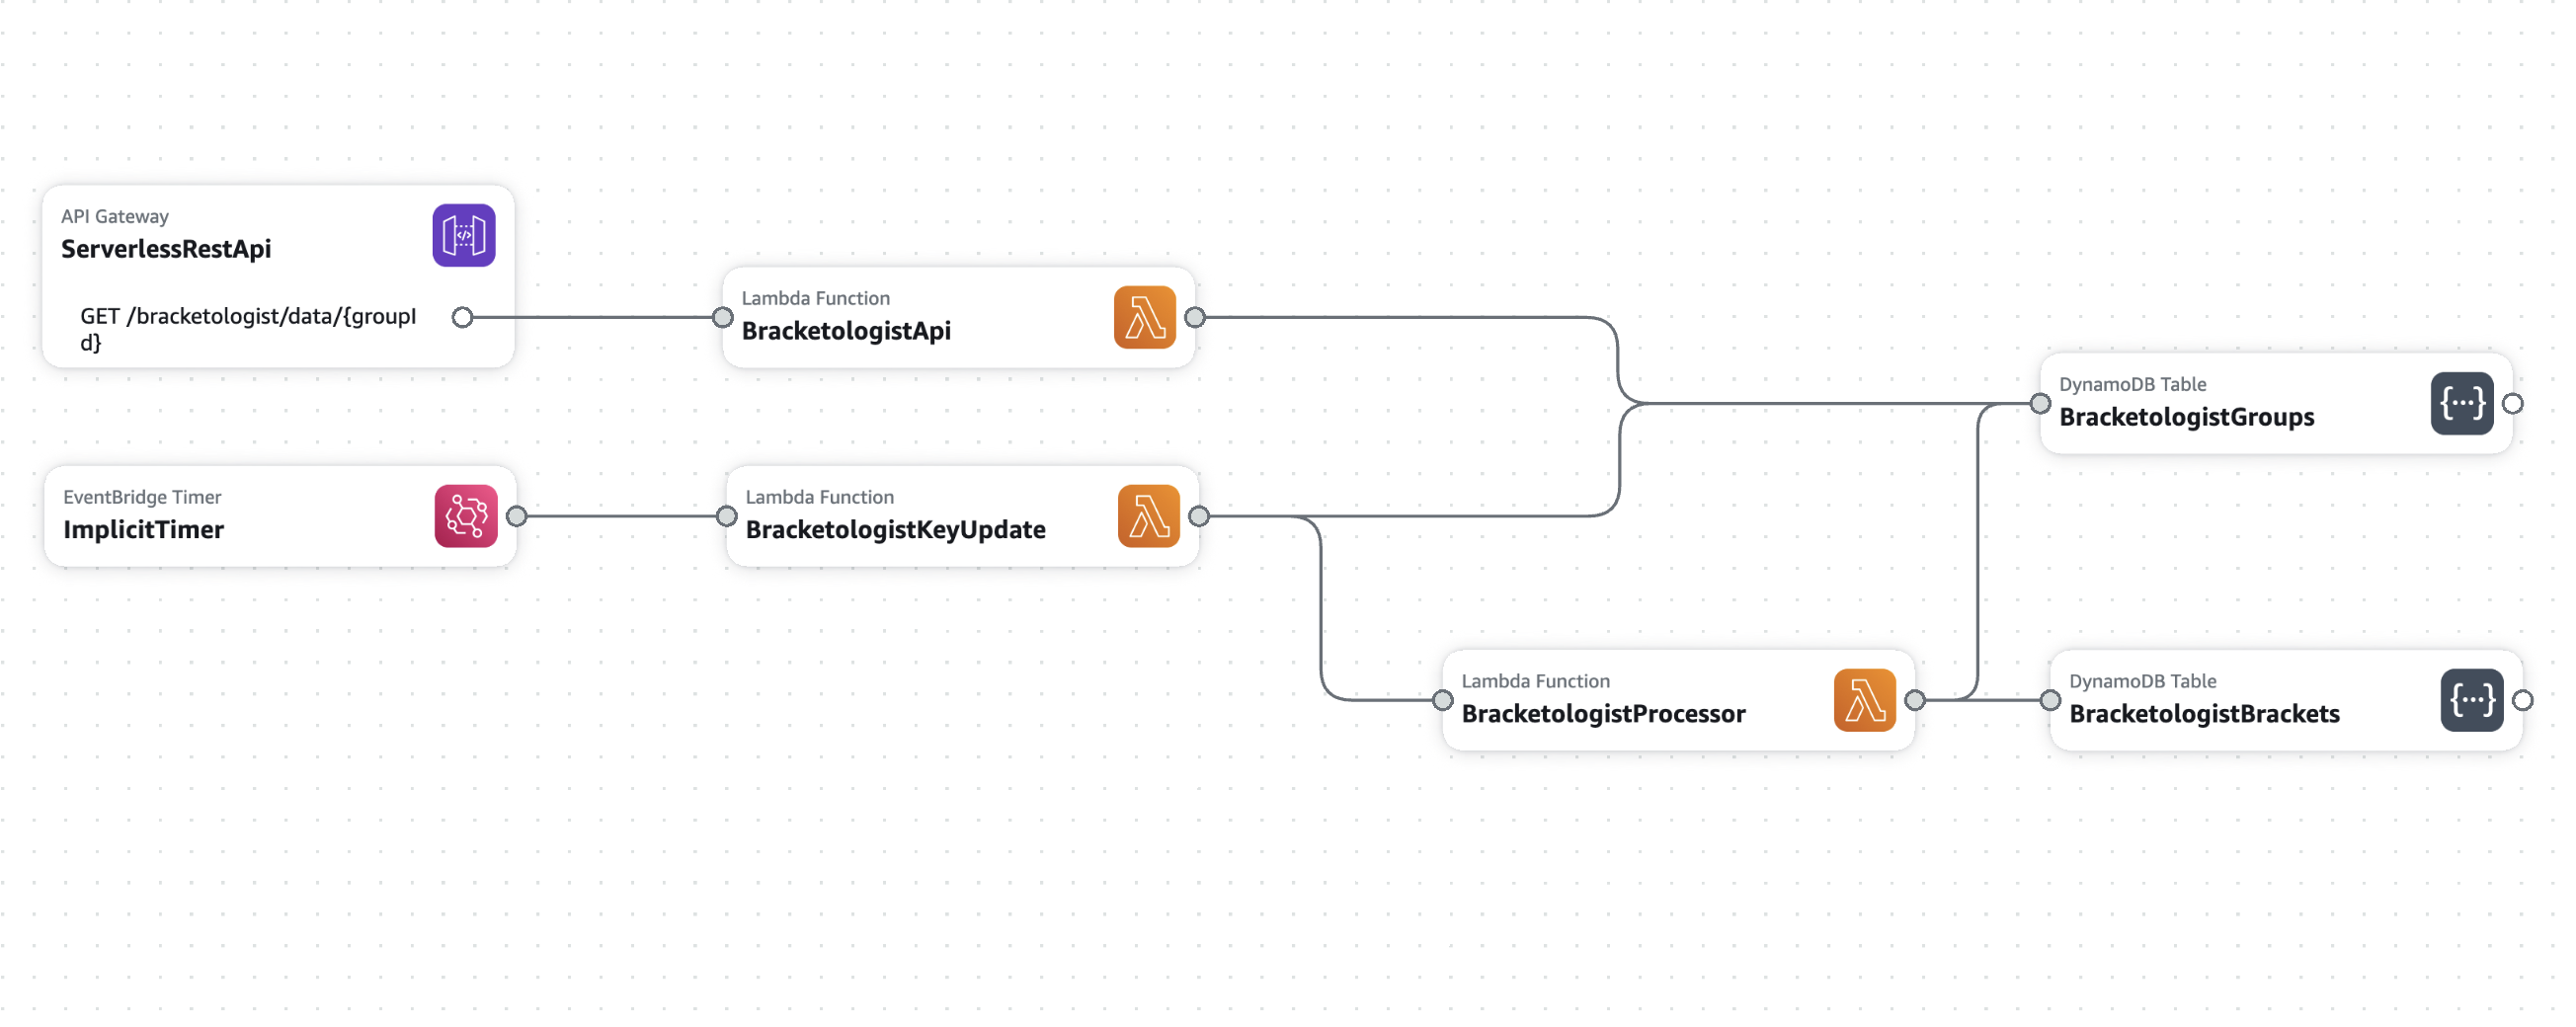 API Gateway
ServerlessRestApi
GET /bracketologist/data/{groupI
d}
Lambda Function
BracketologistApi
DynamoDB Table
BracketologistGroups
EventBridge Timer
ImplicitTimer
Lambda Function
BracketologistKeyUpdate
Lambda Function
BracketologistProcessor
DynamoDB Table
BracketologistBrackets